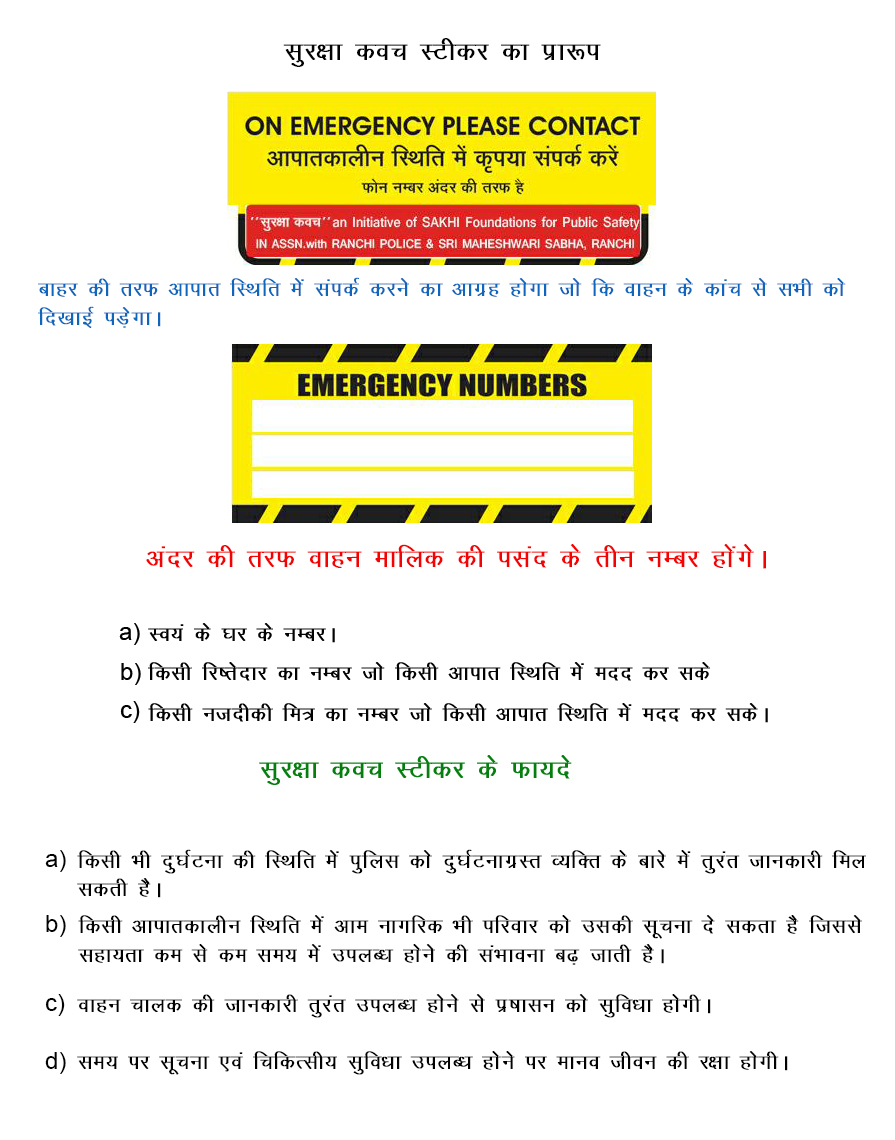 सुरक्षा कवच स्टीकर का प्रारूप
ON EMERGENCY PLEASE CONTACT
आपातकालीन स्थिति में कृपया संपर्क करें
फोन नम्बर अंदर की तरफ है
''सुरक्षा कवच'' an Initiative of SAKHI Foundations for Public Safety
IN ASSN.with RANCHI POLICE & SRI MAHESHWARI SABHA, RANCHI
बाहर की तरफ आपात स्थिति में संपर्क करने का आग्रह होगा जो कि वाहन के कांच से सभी को
दिखाई पड़ेगा।
EMERGENCY NUMBERS
अंदर की तरफ वाहन मालिक की पसंद के तीन नम्बर होंगे।
a) स्वयं के घर के नम्बर।
b) किसी रिष्तेदार का नम्बर जो किसी आपात स्थिति में मदद कर सके
c) किसी नजदीकी मित्र का नम्बर जो किसी आपात स्थिति में मदद कर सके।
सुरक्षा कवच स्टीकर के फायदे
a) किसी भी दुर्घटना की स्थिति में पुलिस को दुर्घटनाग्रस्त व्यक्ति के बारे में तुरंत जानकारी मिल
सकती है।
b) किसी आपातकालीन स्थिति में आम नागरिक भी परिवार को उसकी सूचना दे सकता है जिससे
सहायता कम से कम समय में उपलब्ध होने की संभावना बढ़ जाती है।
c) वाहन चालक की जानकारी तुरंत उपलब्ध होने से प्रषासन को सुविधा होगी।
d) समय पर सूचना एवं चिकित्सीय सुविधा उपलब्ध होने पर मानव जीवन की रक्षा होगी।